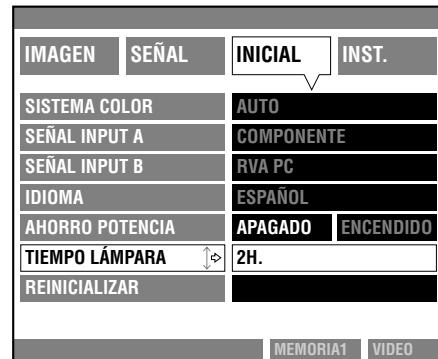 IMAGEN SEÑAL INICIAL INST.
SISTEMA COLOR AUTO
SEÑAL INPUT A COMPONENTE
SEÑAL INPUT B RVA PC
IDIOMA ESPAÑOL
AHORRO POTENCIA APAGADO ENCENDIDO
TIEMPO LÁMPARA 2H.
REINICIALIZAR
MEMORIA1 VIDEO